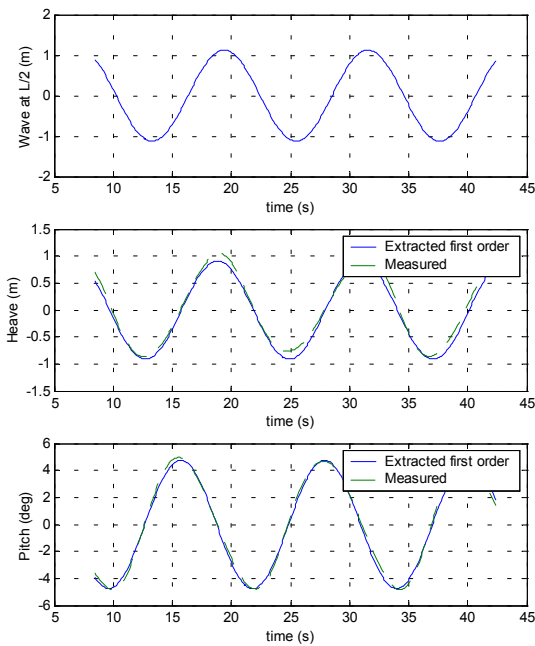 2
1
0
-1
-2
Wave at L/2 (m)
5 10 15 20 25 30 35 40 45
time (s)
1.5
1
0.5
0
-0.5
1
-1.5
Heave (m)
Extracted first order
Measured
5 10 15 20 25 30 35 40 45
time (s)
6
4
2
0
-2
-4
-6
Pitch (deg)
Extracted first order
Measured
5 10 15 20 25 30 35 40 45
time (s)